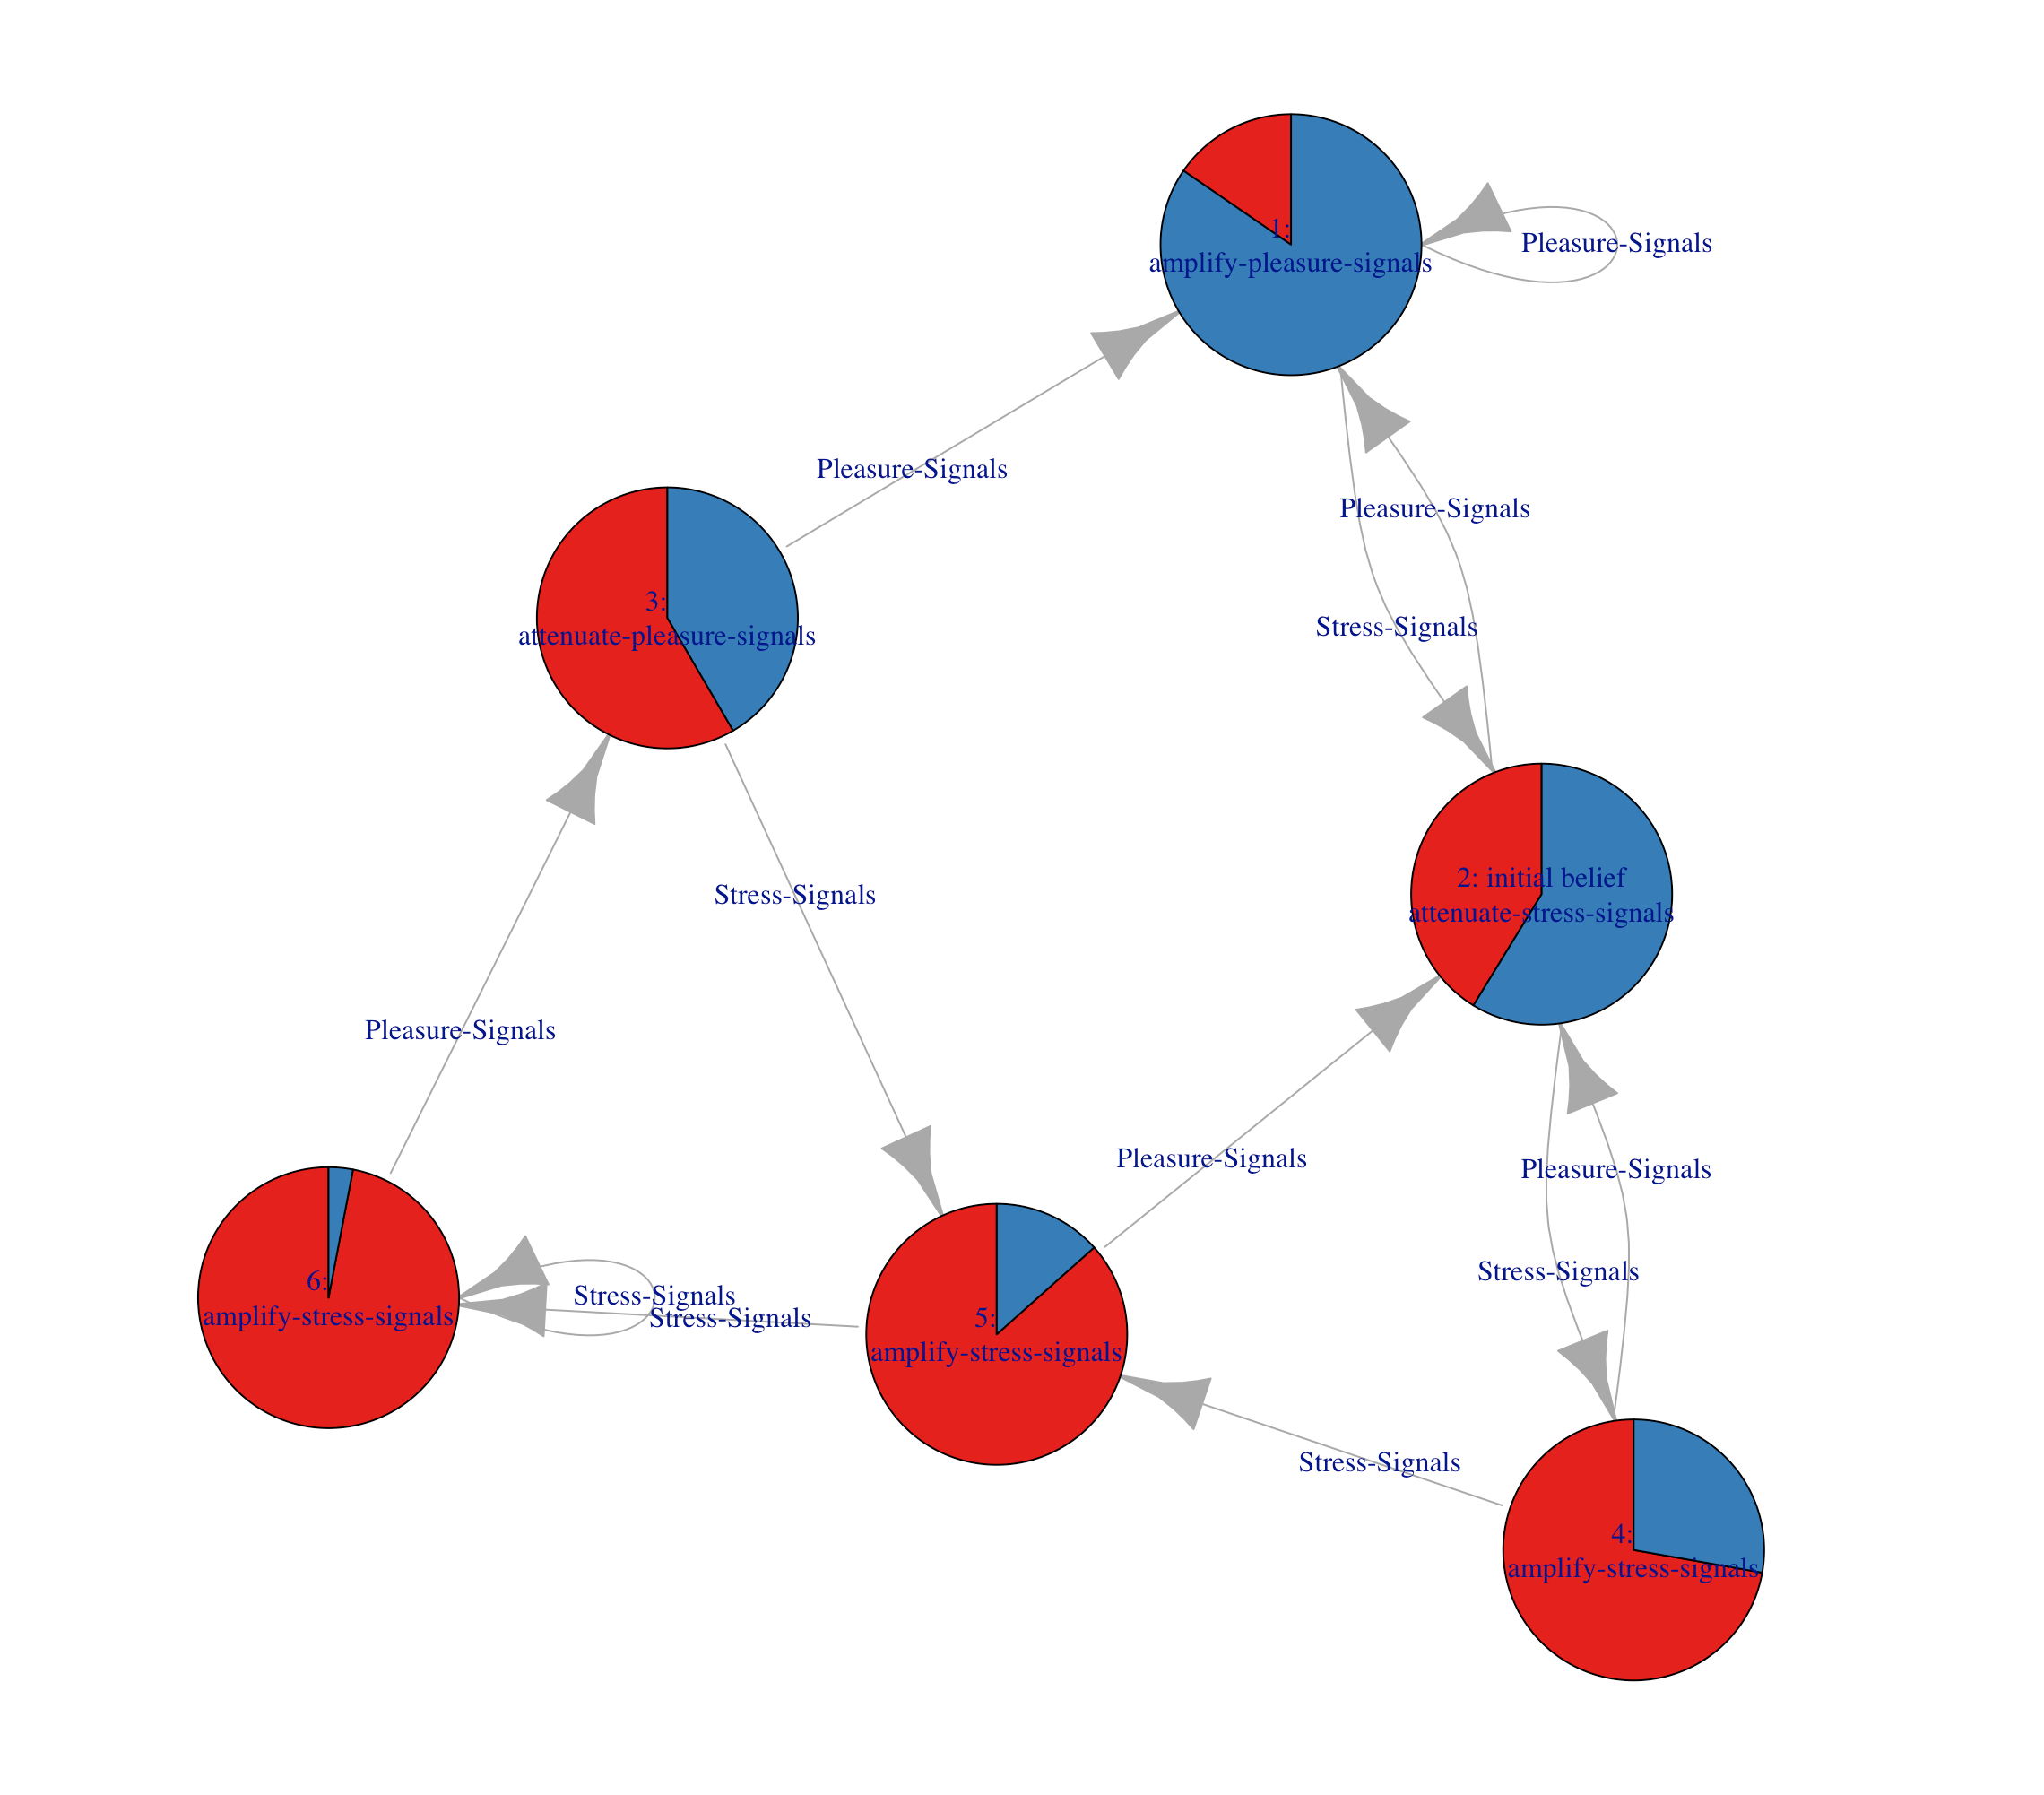 1:
amplify-pleasure-signals
Pleasure-Signals
Pleasure-Signals
Pleasure-Signals
3:
attenuate-pleasure-signals
Stress-Signals
2: initial belief
attenuate-stress-signals
Stress-Signals
Pleasure-Signals
Pleasure-Signals
Pleasure-Signals
Stress-Signals
6:
amplify-stress-signals
Stress-Signals
Stress-Signals
5:
amplify-stress-signals
Stress-Signals
4:
amplify-stress-signals